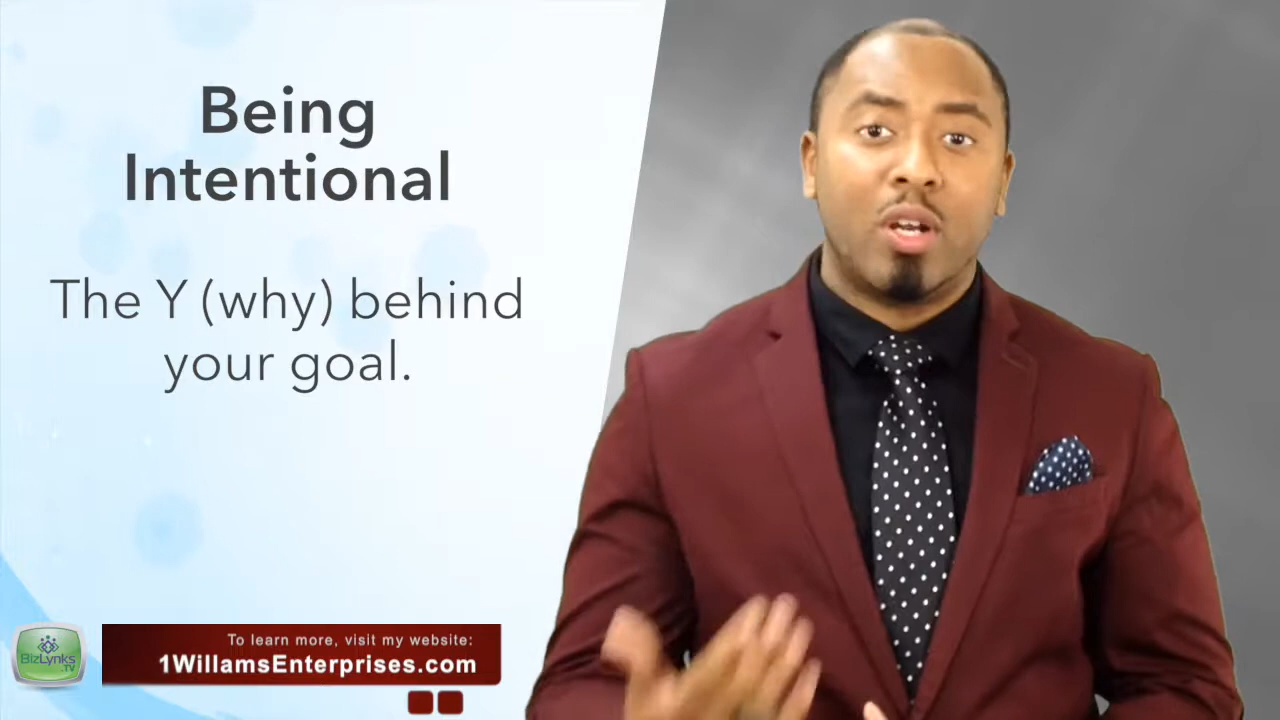 Being
Intentional
The Y (why) behind
your goal.
BizLynks
.TV
To learn more, visit my website:
1WillamsEnterprises.com